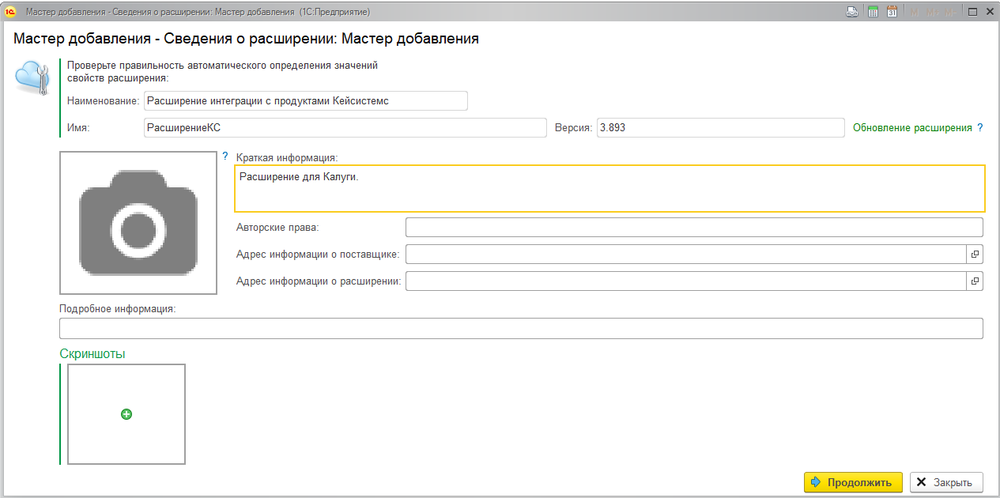 Мастер добавления - Сведения о расширении: Мастер добавления (1С:Предприятие)
31
M M+ M-
Мастер добавления - Сведения о расширении: Мастер добавления
Проверьте правильность автоматического определения значений
свойств расширения:
Наименование: Расширение интеграции с продуктами Кейсистемс
Имя: РасширениеКС Версия: 3.893 Обновление расширения ?
? Краткая информация:
Расширение для Калуги.
Авторские права:
Адрес информации о поставщике:
Адрес информации о расширении:
Подробное информация:
Скриншоты
Продолжить Закрыть